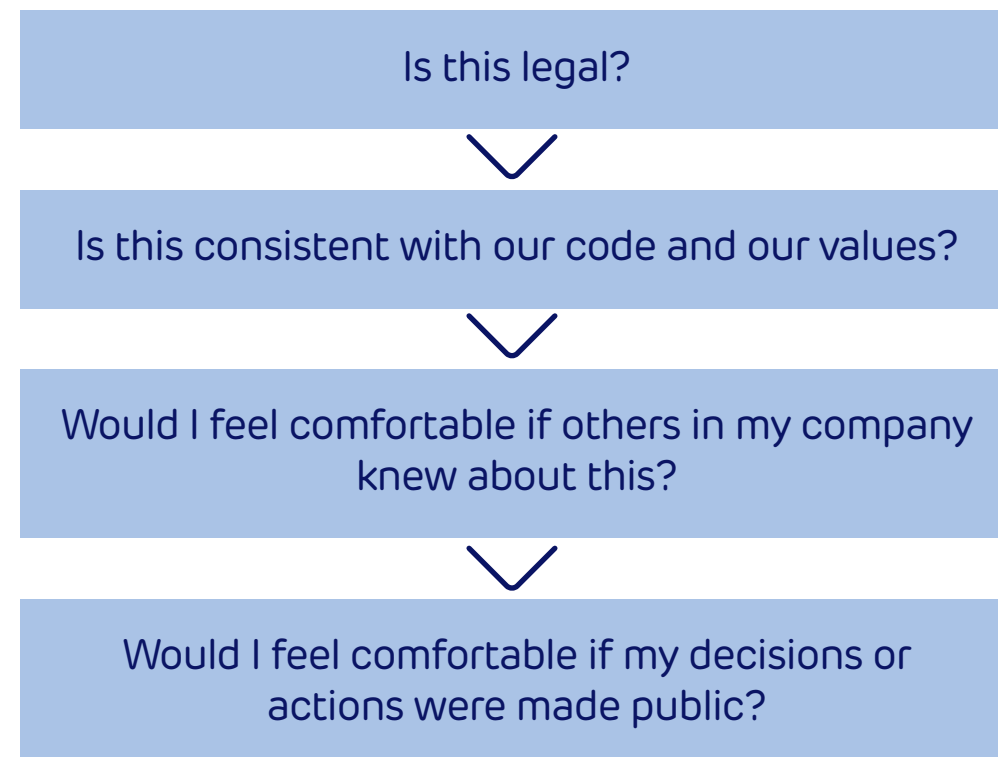 Is this legal?
Is this consistent with our code and our values?
Would I feel comfortable if others in my company
knew about this?
Would I feel comfortable if my decisions or
actions were made public?